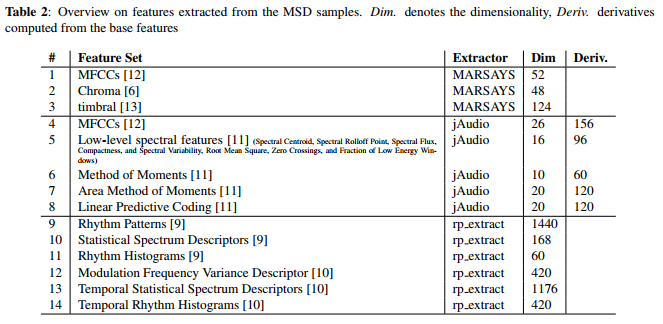 Table 2: Overview on features extracted from the MSD samples. Dim. denotes the dimensionality, Deriv. derivatives
computed from the base features
# Feature Set Extractor Dim Deriv.
1 MFCCs [12] MARSAYS 52
2 Chroma [6] MARSAYS 48
3 timbral [13] MARSAYS 124
4 MFCCs [12] jAudio 26 156
5 Low-level spectral features [11] (Spectral Centroid, Spectral Rolloff Point, Spectral Flux, jAudio 16 96
Compactness, and Spectral Variability, Root Mean Square, Zero Crossings, and Fraction of Low Energy Win-
dows)
6 Method of Moments [11] jAudio 10 60
7 Area Method of Moments [11] jAudio 20 120
8 Linear Predictive Coding [11] jAudio 20 120
9 Rhythm Patterns [9] rp_extract 1440
10 Statistical Spectrum Descriptors [9] rp_extract 168
11 Rhythm Histograms [9] rp_extract 60
12 Modulation Frequency Variance Descriptor [10] rp_extract 420
13 Temporal Statistical Spectrum Descriptors [10] rp_extract 1176
14 Temporal Rhythm Histograms [10] rp_extract 420